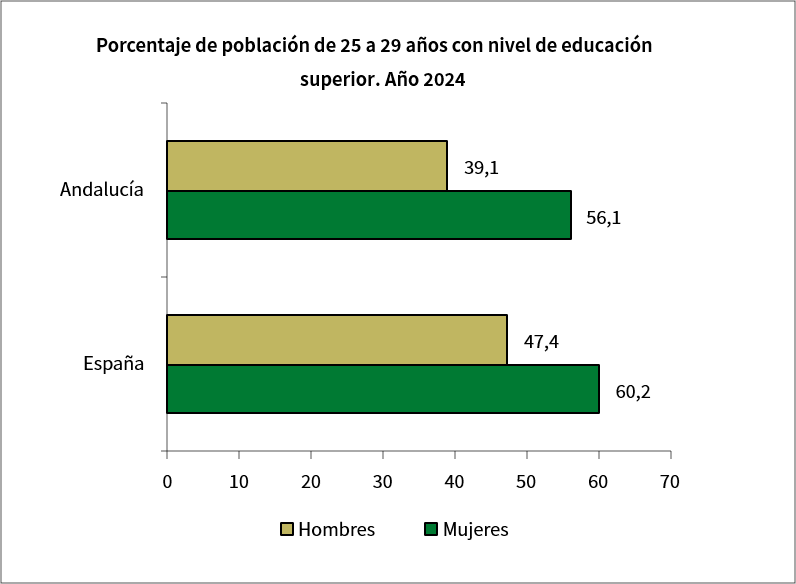 Porcentaje de población de 25 a 29 años con nivel de educación
superior. Año 2024
Andalucía
39,1
56,1
España
47,4
60,2
0 10 20 30 40 50 60 70
Hombres Mujeres